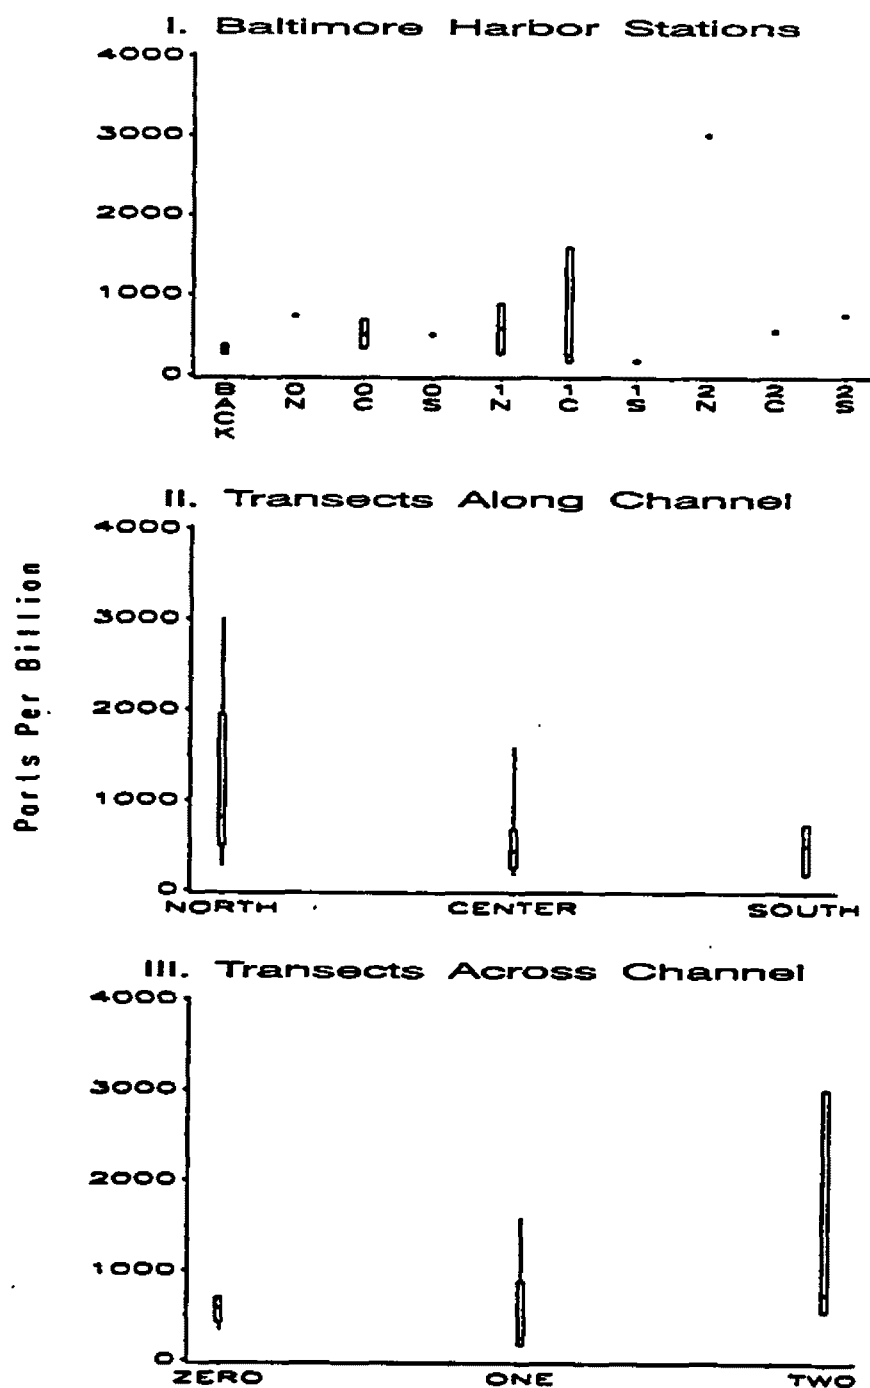 I. Baltimore Harbor Stations
4000
3000
2000
1000
0
BACK
0N
0C
0S
1N
1C
1S
2N
2C
2S
Parts Per Billion
II. Transects Along Channel
4000
3000
2000
1000
0
NORTH
CENTER
SOUTH
III. Transects Across Channel
4000
3000
2000
1000
0
ZERO
ONE
TWO